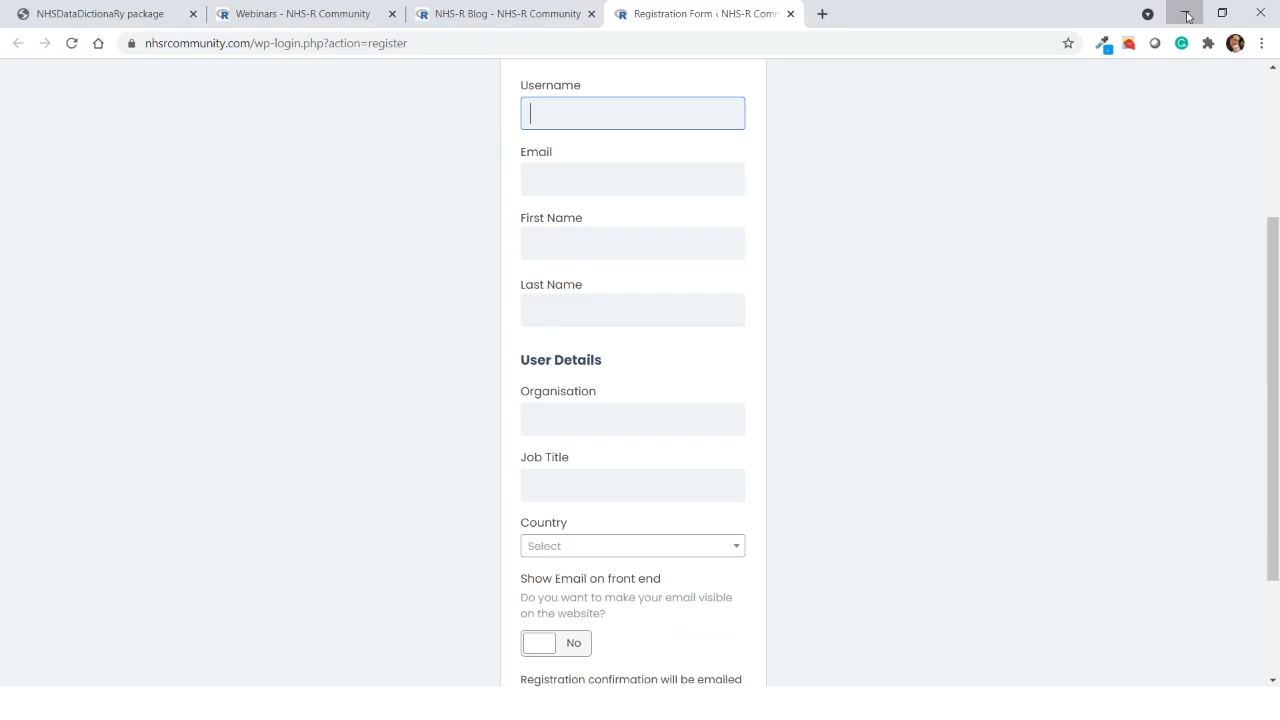 NHSDataDictionaRy package
Webinars - NHS-R Community
NHS-R Blog - NHS-R Community
Registration Form ‹ NHS-R Comm
nhsrcommunity.com/wp-login.php?action=register
Username
Email
First Name
Last Name
User Details
Organisation
Job Title
Country
Select
Show Email on front end
Do you want to make your email visible
on the website?
No
Registration confirmation will be emailed